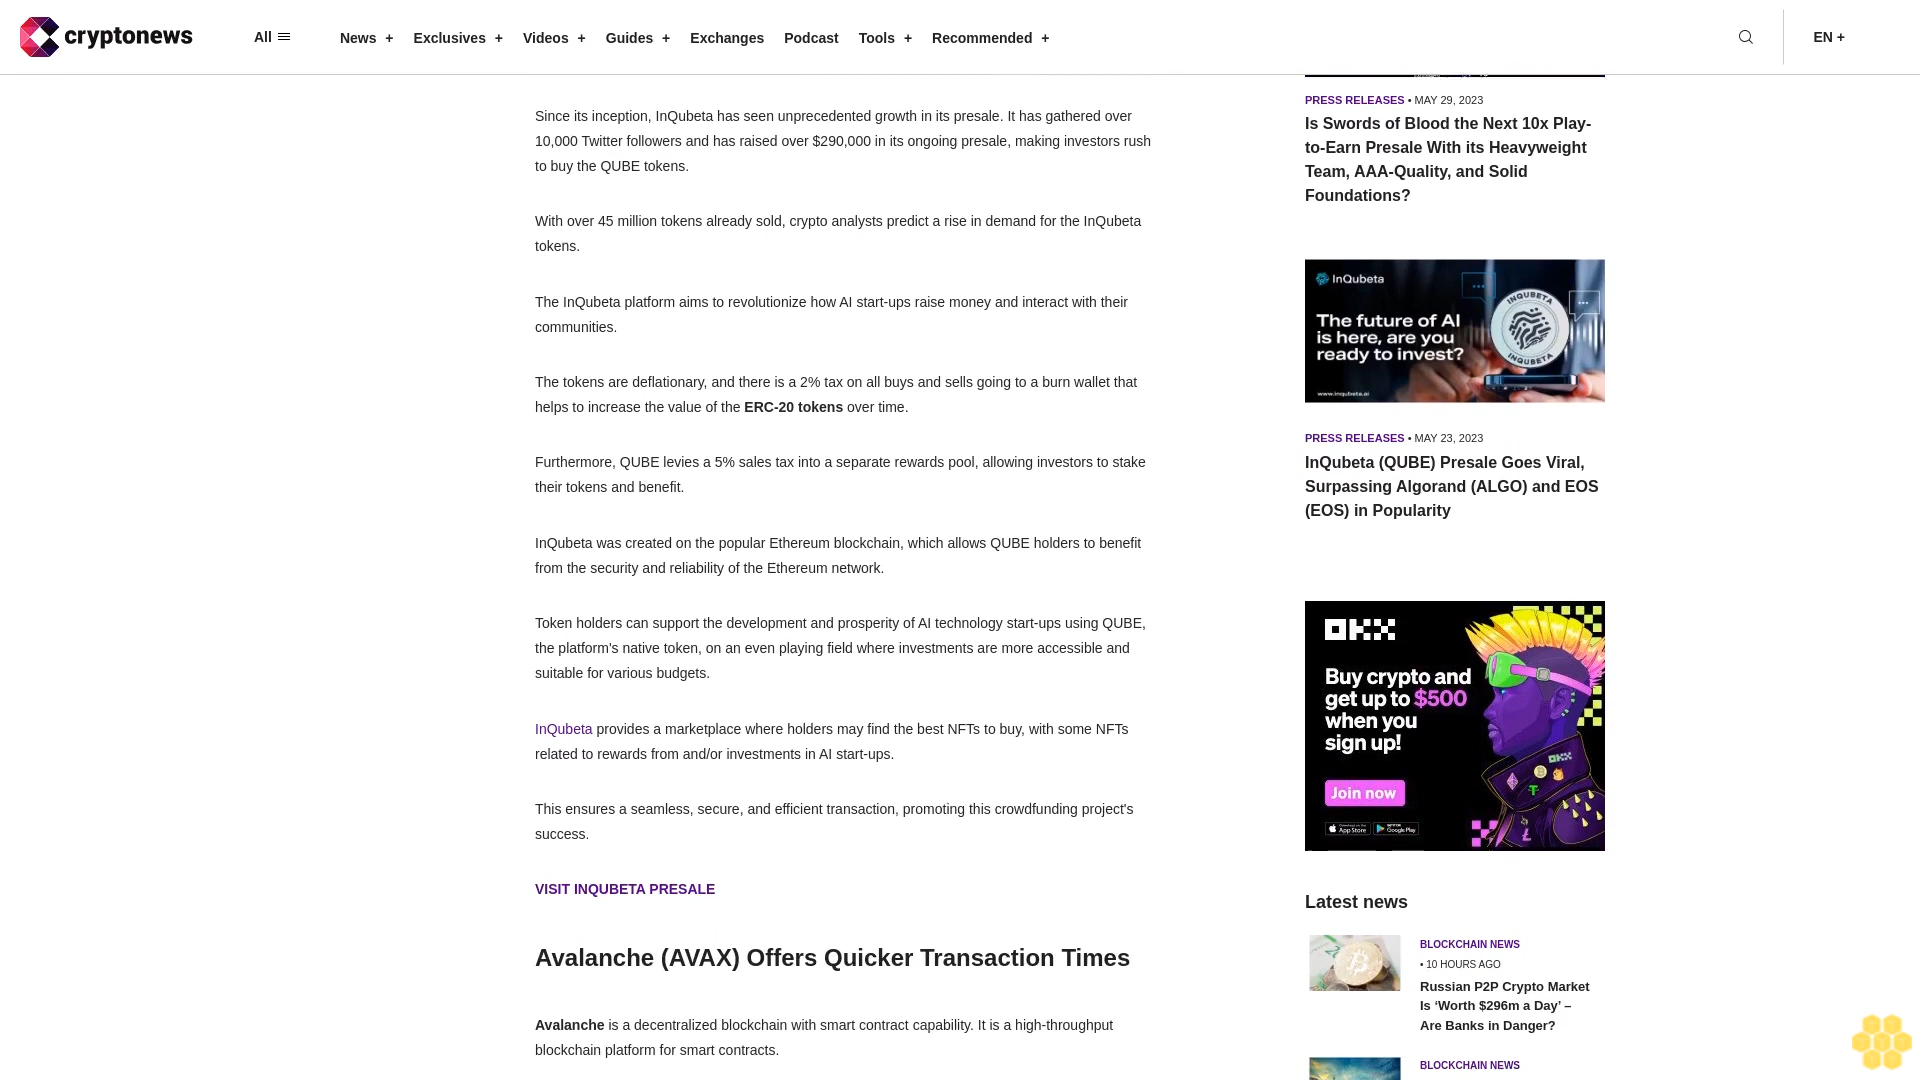 cryptonews
All
News +
Exclusives +
Videos +
Guides +
Exchanges
Podcast
Tools +
Recommended +
EN +
Since its inception, InQubeta has seen unprecedented growth in its presale. It has gathered over
10,000 Twitter followers and has raised over $290,000 in its ongoing presale, making investors rush
to buy the QUBE tokens.
With over 45 million tokens already sold, crypto analysts predict a rise in demand for the InQubeta
tokens.
The InQubeta platform aims to revolutionize how AI start-ups raise money and interact with their
communities.
The tokens are deflationary, and there is a 2% tax on all buys and sells going to a burn wallet that
helps to increase the value of the ERC-20 tokens over time.
Furthermore, QUBE levies a 5% sales tax into a separate rewards pool, allowing investors to stake
their tokens and benefit.
InQubeta was created on the popular Ethereum blockchain, which allows QUBE holders to benefit
from the security and reliability of the Ethereum network.
Token holders can support the development and prosperity of AI technology start-ups using QUBE,
the platform's native token, on an even playing field where investments are more accessible and
suitable for various budgets.
InQubeta provides a marketplace where holders may find the best NFTs to buy, with some NFTs
related to rewards from and/or investments in AI start-ups.
This ensures a seamless, secure, and efficient transaction, promoting this crowdfunding project's
success.
VISIT INQUBETA PRESALE
Avalanche (AVAX) Offers Quicker Transaction Times
Avalanche is a decentralized blockchain with smart contract capability. It is a high-throughput
blockchain platform for smart contracts.
PRESS RELEASES • MAY 29, 2023
Is Swords of Blood the Next 10x Play-
to-Earn Presale With its Heavyweight
Team, AAA-Quality, and Solid
Foundations?
InQubeta
The future of AI
is here, are you
ready to invest?
www.inqubeta.ai
INQUBETA
INQUBETA
PRESS RELEASES • MAY 23, 2023
InQubeta (QUBE) Presale Goes Viral,
Surpassing Algorand (ALGO) and EOS
(EOS) in Popularity
OKX
Buy crypto and
get up to $500
when you
sign up!
Join now
App Store
Google Play
OKX
Latest news
BLOCKCHAIN NEWS
• 10 HOURS AGO
Russian P2P Crypto Market
Is ‘Worth $296m a Day’ –
Are Banks in Danger?
BLOCKCHAIN NEWS